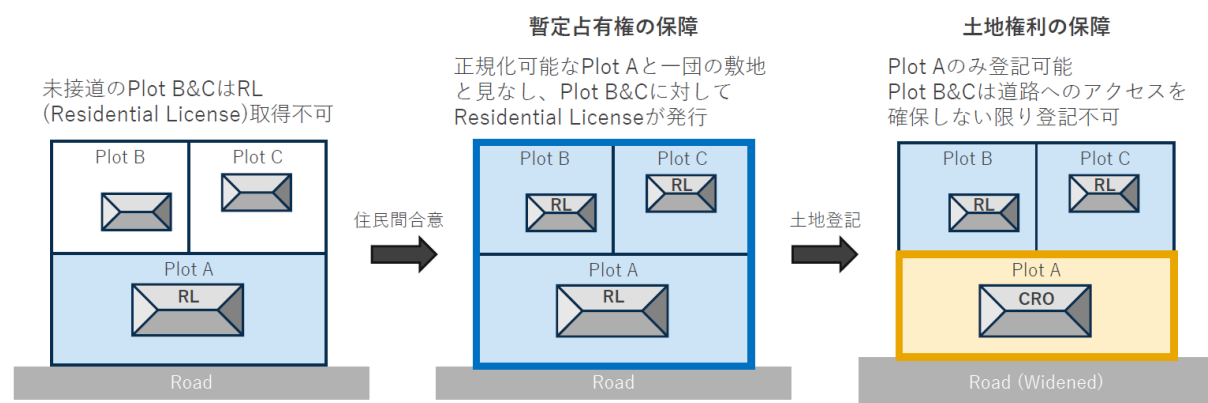 未接道のPlot B&CはRL
(Residential License)取得不可
Plot B
Plot C
Plot A
RL
Road
住民間合意
暫定占有権の保障
正規化可能なPlot Aと一団の敷地
と見なし、Plot B&Cに対して
Residential Licenseが発行
Plot B
Plot C
RL
RL
Plot A
RL
Road
土地登記
土地権利の保障
Plot Aのみ登記可能
Plot B&Cは道路へのアクセスを
確保しない限り登記不可
Plot B
Plot C
RL
RL
Plot A
CRO
Road (Widened)